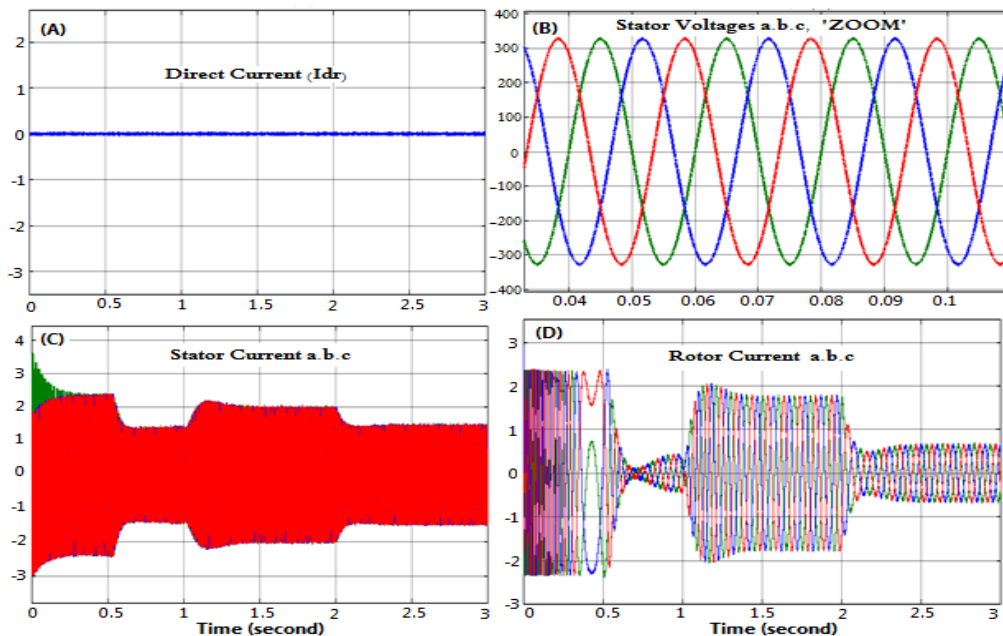 (A)
2
1
0
-1
-2
-3
Direct Current (Idr)
0 0.5 1 1.5 2 2.5 3
(B)
Stator Voltages a.b.c, 'ZOOM'
400
300
200
100
0
-100
-200
-300
-400
0.04 0.05 0.06 0.07 0.08 0.09 0.1
(C)
Stator Current a.b.c
4
3
2
1
0
-1
-2
-3
0 0.5 1 1.5 2 2.5 3
Time (second)
(D)
Rotor Current a.b.c
3
2
1
0
-1
-2
-3
0 0.5 1 1.5 2 2.5 3
Time (second)